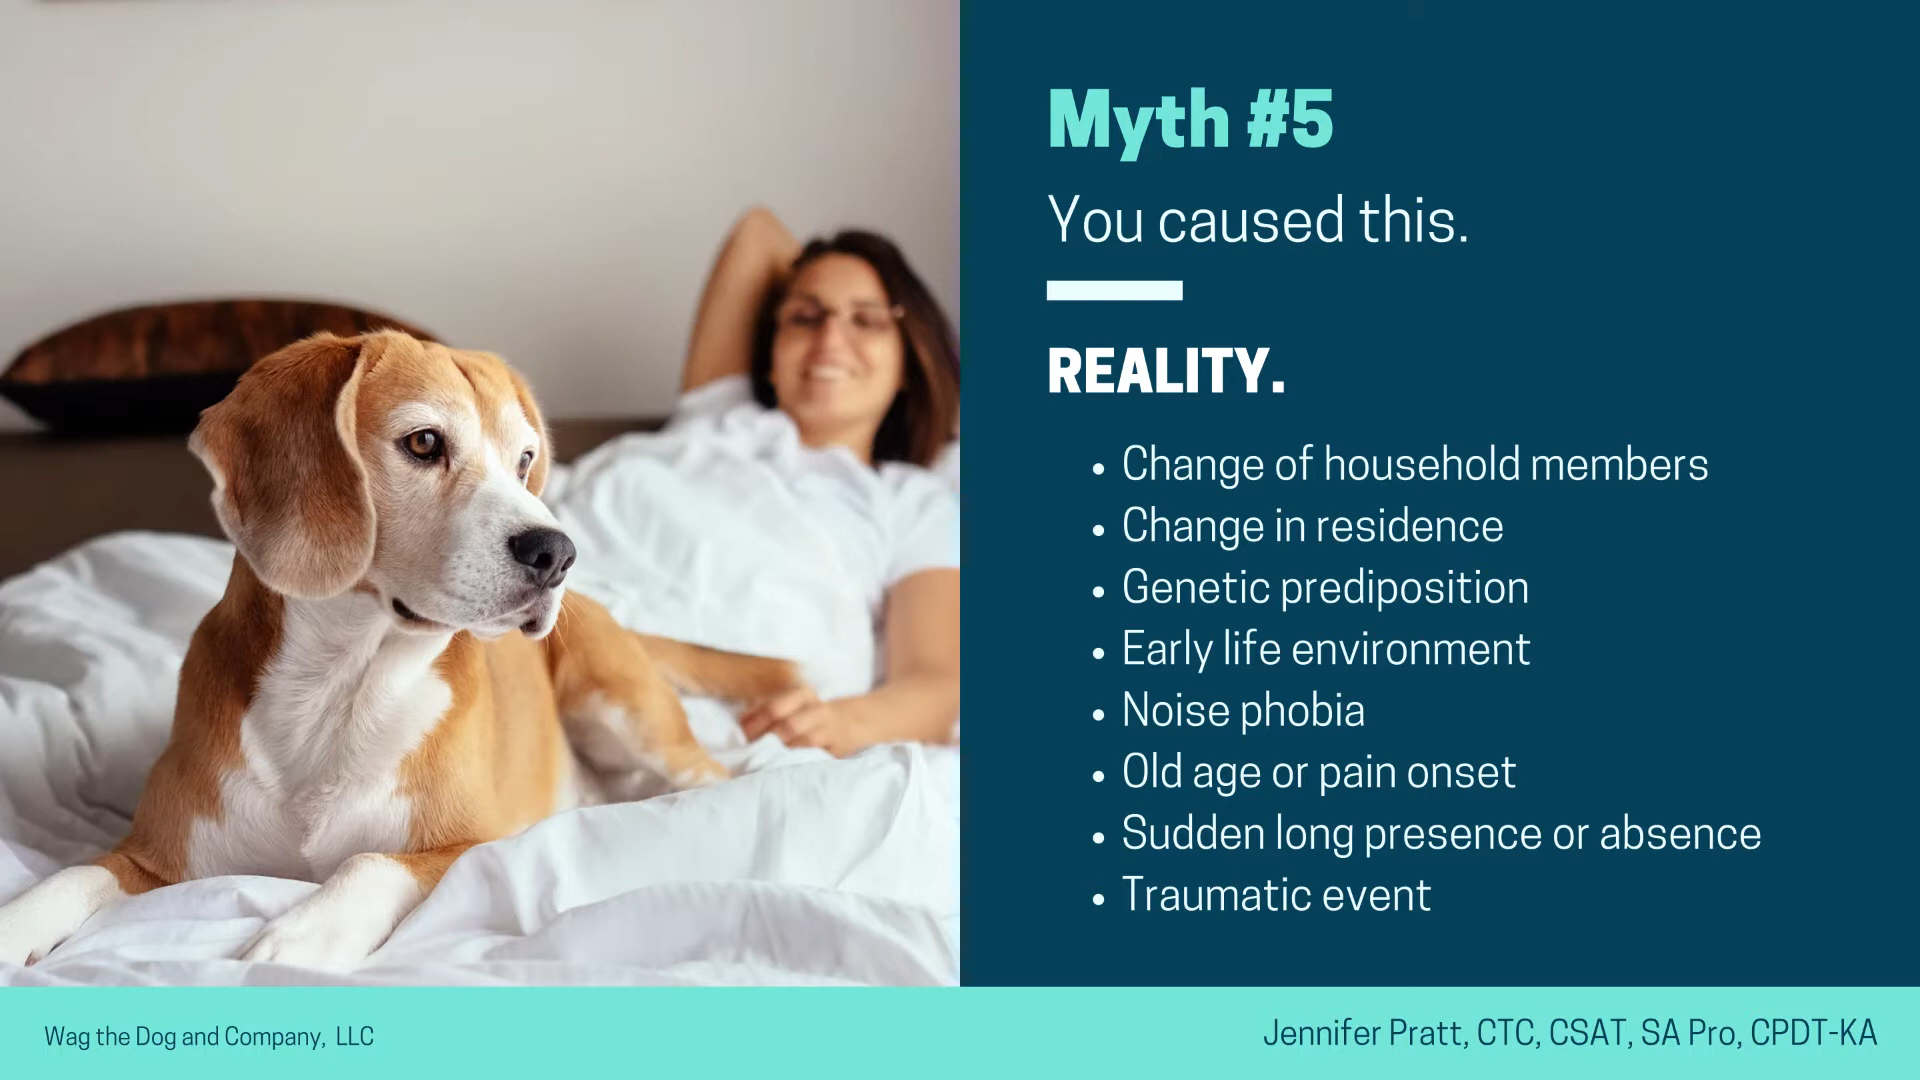 Myth #5
You caused this.
REALITY.
• Change of household members
• Change in residence
• Genetic prediposition
• Early life environment
• Noise phobia
• Old age or pain onset
• Sudden long presence or absence
• Traumatic event
Wag the Dog and Company, LLC
Jennifer Pratt, CTC, CSAT, SA Pro, CPDT-KA